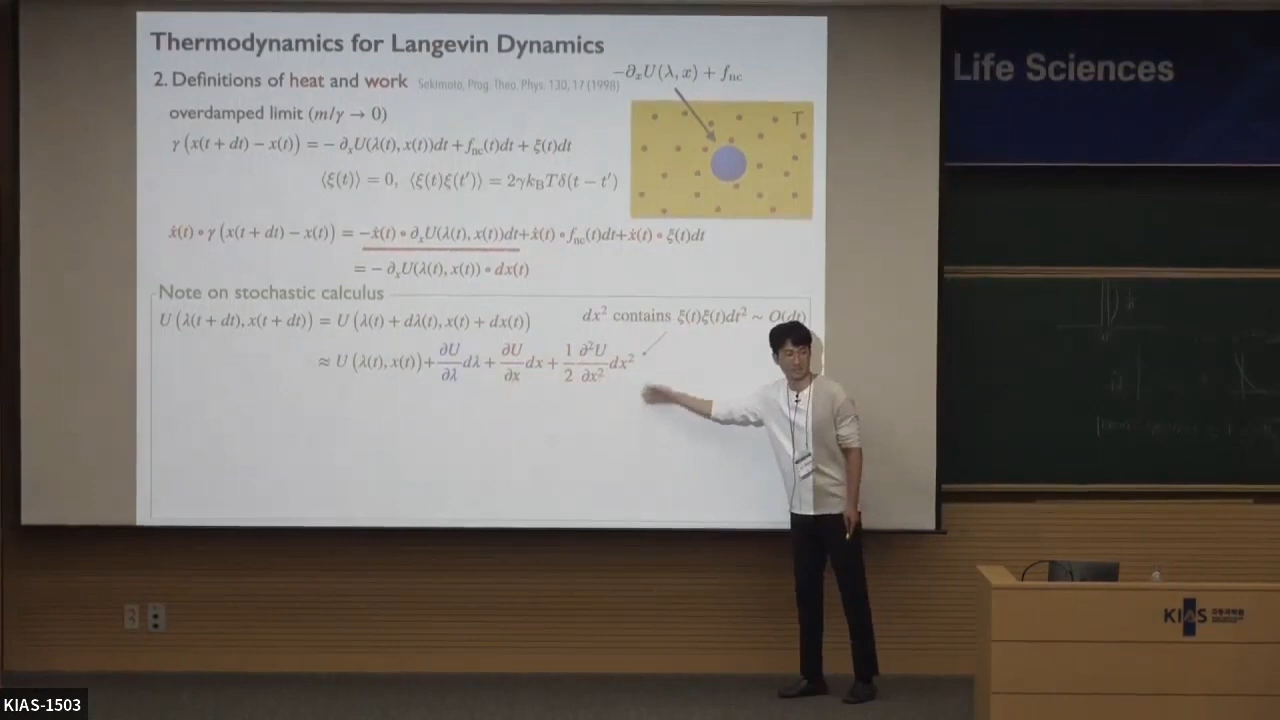 Thermodynamics for Langevin Dynamics
2. Definitions of heat and work Sekimoto, Prog. Theo. Phys. 130, 17 (1998)
−∂ₓU(λ, x) + f_nc
T
overdamped limit (m/γ → 0)
γ (x(t + dt) − x(t)) = − ∂ₓU(λ(t), x(t))dt + f_nc(t)dt + ξ(t)dt
⟨ξ(t)⟩ = 0, ⟨ξ(t)ξ(t′)⟩ = 2γk_BTδ(t − t′)
ẋ(t) ∘ γ (x(t + dt) − x(t)) = −ẋ(t) ∘ ∂ₓU(λ(t), x(t))dt+ẋ(t) ∘ f_nc(t)dt+ẋ(t) ∘ ξ(t)dt
= − ∂ₓU(λ(t), x(t)) ∘ dx(t)
Note on stochastic calculus
U (λ(t + dt), x(t + dt)) = U (λ(t) + dλ(t), x(t) + dx(t))
dx² contains ξ(t)ξ(t)dt² ~ O(dt)
≈ U (λ(t), x(t)) + ∂U/∂λ dλ + ∂U/∂x dx + 1/2 ∂²U/∂x² dx²
Life Sciences
KIAS
KIAS-1503